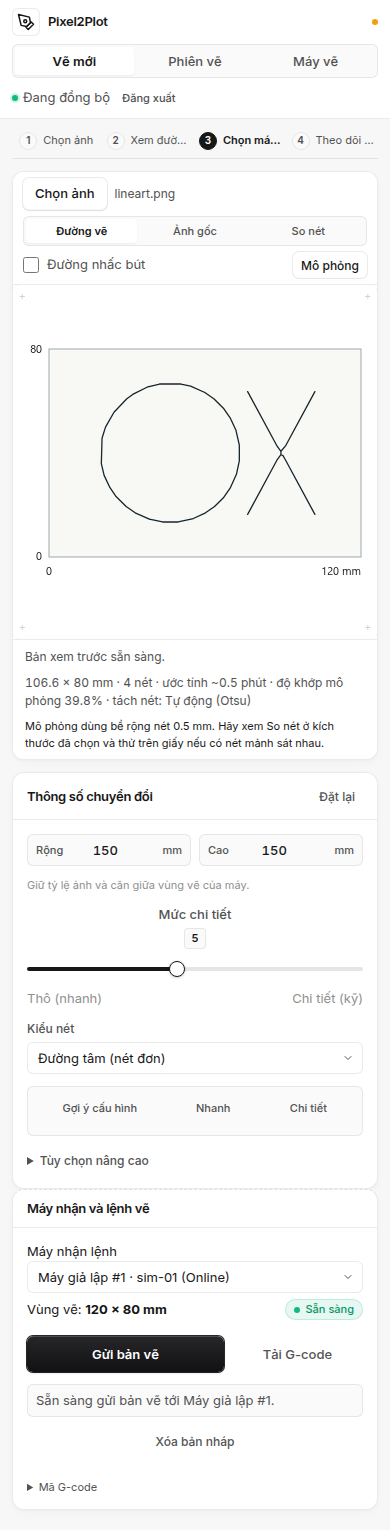 Pixel2Plot
Vẽ mới
Phiên vẽ
Máy vẽ
Đang đồng bộ
Đăng xuất
1 Chọn ảnh
2 Xem đườ...
3 Chọn má...
4 Theo dõi ...
Chọn ảnh
lineart.png
Đường vẽ
Ảnh gốc
So nét
Đường nhấc bút
Mô phỏng
80
0
0
120 mm
Bản xem trước sẵn sàng.
106.6 × 80 mm · 4 nét · ước tính ~0.5 phút · độ khớp mô
phỏng 39.8% · tách nét: Tự động (Otsu)
Mô phỏng dùng bề rộng nét 0.5 mm. Hãy xem So nét ở kích
thước đã chọn và thử trên giấy nếu có nét mảnh sát nhau.
Thông số chuyển đổi
Đặt lại
Rộng 150 mm
Cao 150 mm
Giữ tỷ lệ ảnh và căn giữa vùng vẽ của máy.
Mức chi tiết
5
Thô (nhanh)
Chi tiết (kỹ)
Kiểu nét
Đường tâm (nét đơn)
Gợi ý cấu hình
Nhanh
Chi tiết
Tùy chọn nâng cao
Máy nhận và lệnh vẽ
Máy nhận lệnh
Máy giả lập #1 · sim-01 (Online)
Vùng vẽ: 120 × 80 mm
Sẵn sàng
Gửi bản vẽ
Tải G-code
Sẵn sàng gửi bản vẽ tới Máy giả lập #1.
Xóa bản nháp
Mã G-code